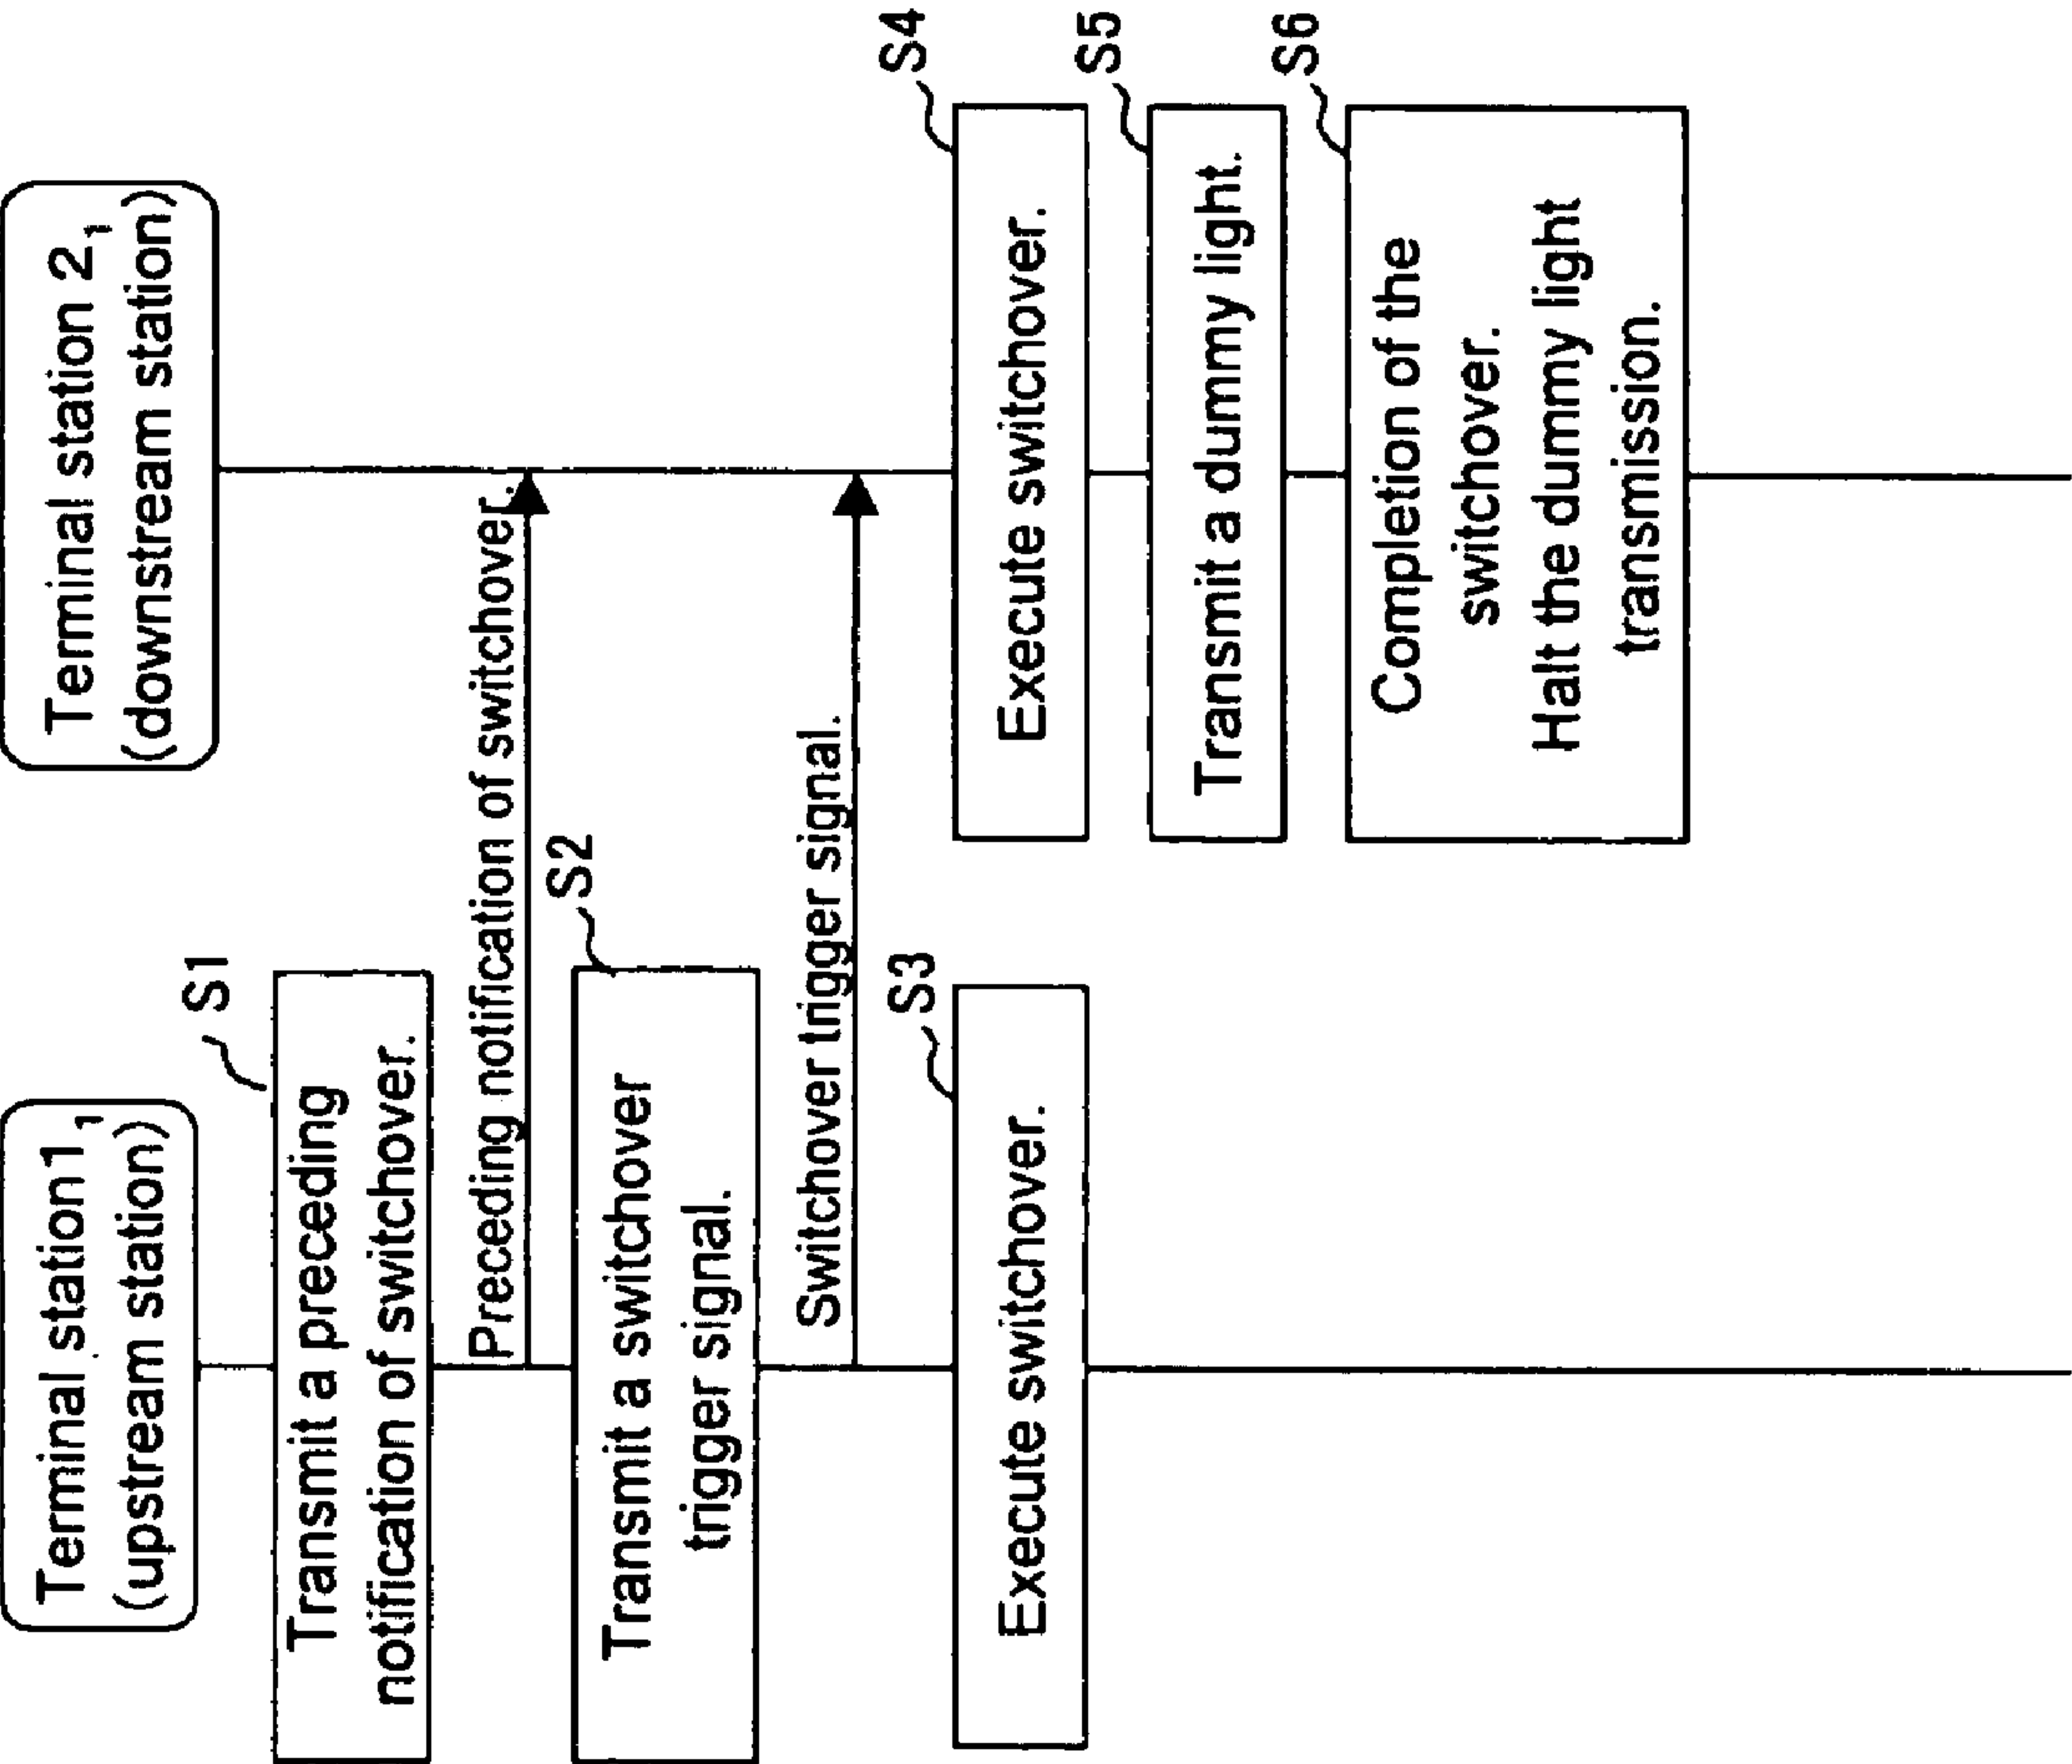 Terminal station1,
(upstream station)
Terminal station 2,
(downstream station)
S1
Transmit a preceding
notification of switchover.
Preceding notification of switchover.
S2
Transmit a switchover
trigger signal.
Switchover trigger signal.
S3
Execute switchover.
S4
Execute switchover.
S5
Transmit a dummy light.
S6
Completion of the
switchover.
Halt the dummy light
transmission.